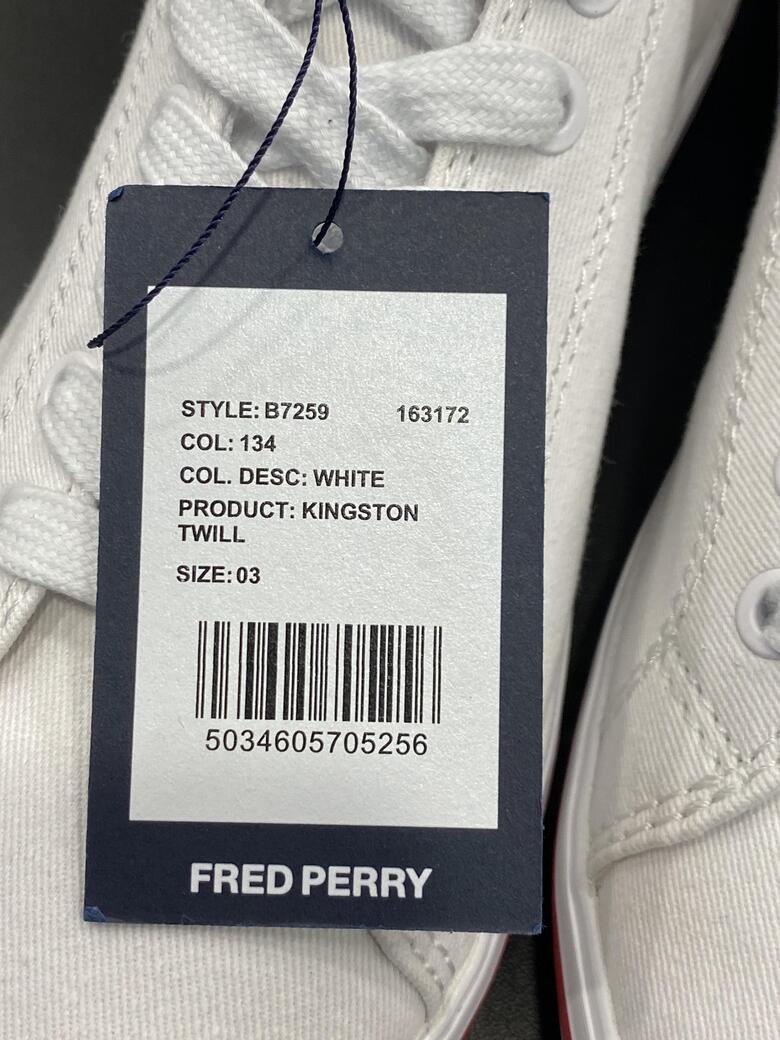 STYLE: B7259 163172
COL: 134
COL. DESC: WHITE
PRODUCT: KINGSTON
TWILL
SIZE: 03
5034605705256
FRED PERRY